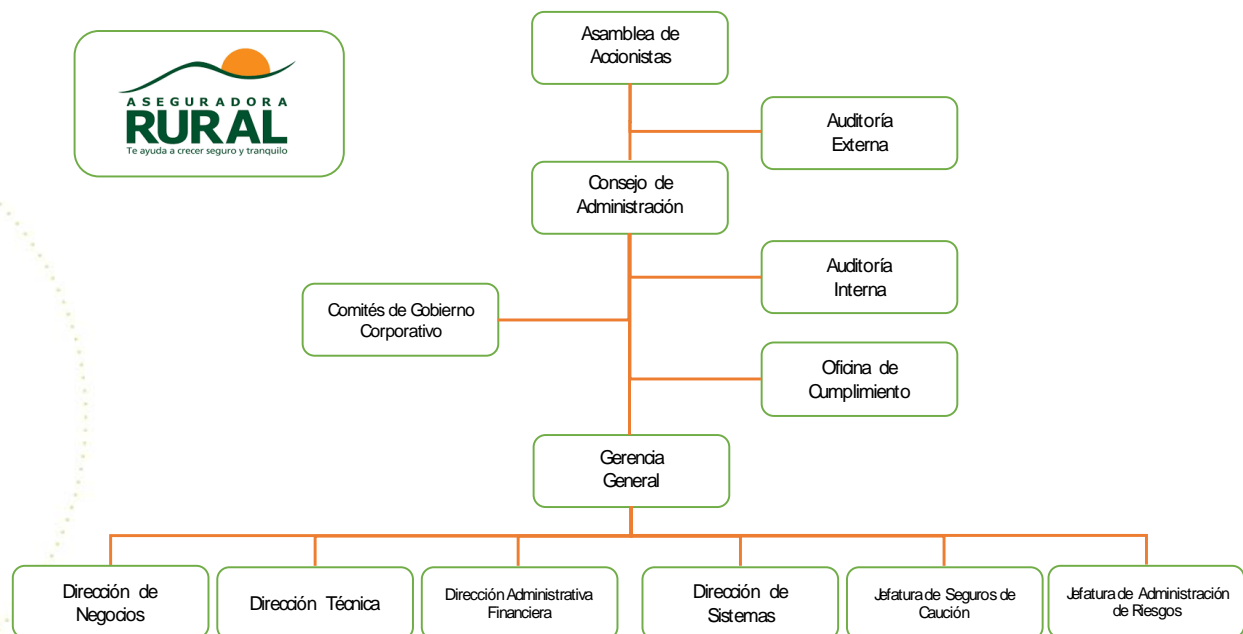 Asamblea de
Accionistas
ASEGURADORA
RURAL
Te ayuda a crecer seguro y tranquilo
Auditoría
Externa
Consejo de
Administración
Auditoría
Interna
Comités de Gobierno
Corporativo
Oficina de
Cumplimiento
Gerencia
General
Dirección de
Negocios
Dirección Técnica
Dirección Administrativa
Financiera
Dirección de
Sistemas
Jefatura de Seguros de
Caución
Jefatura de Administración
de Riesgos